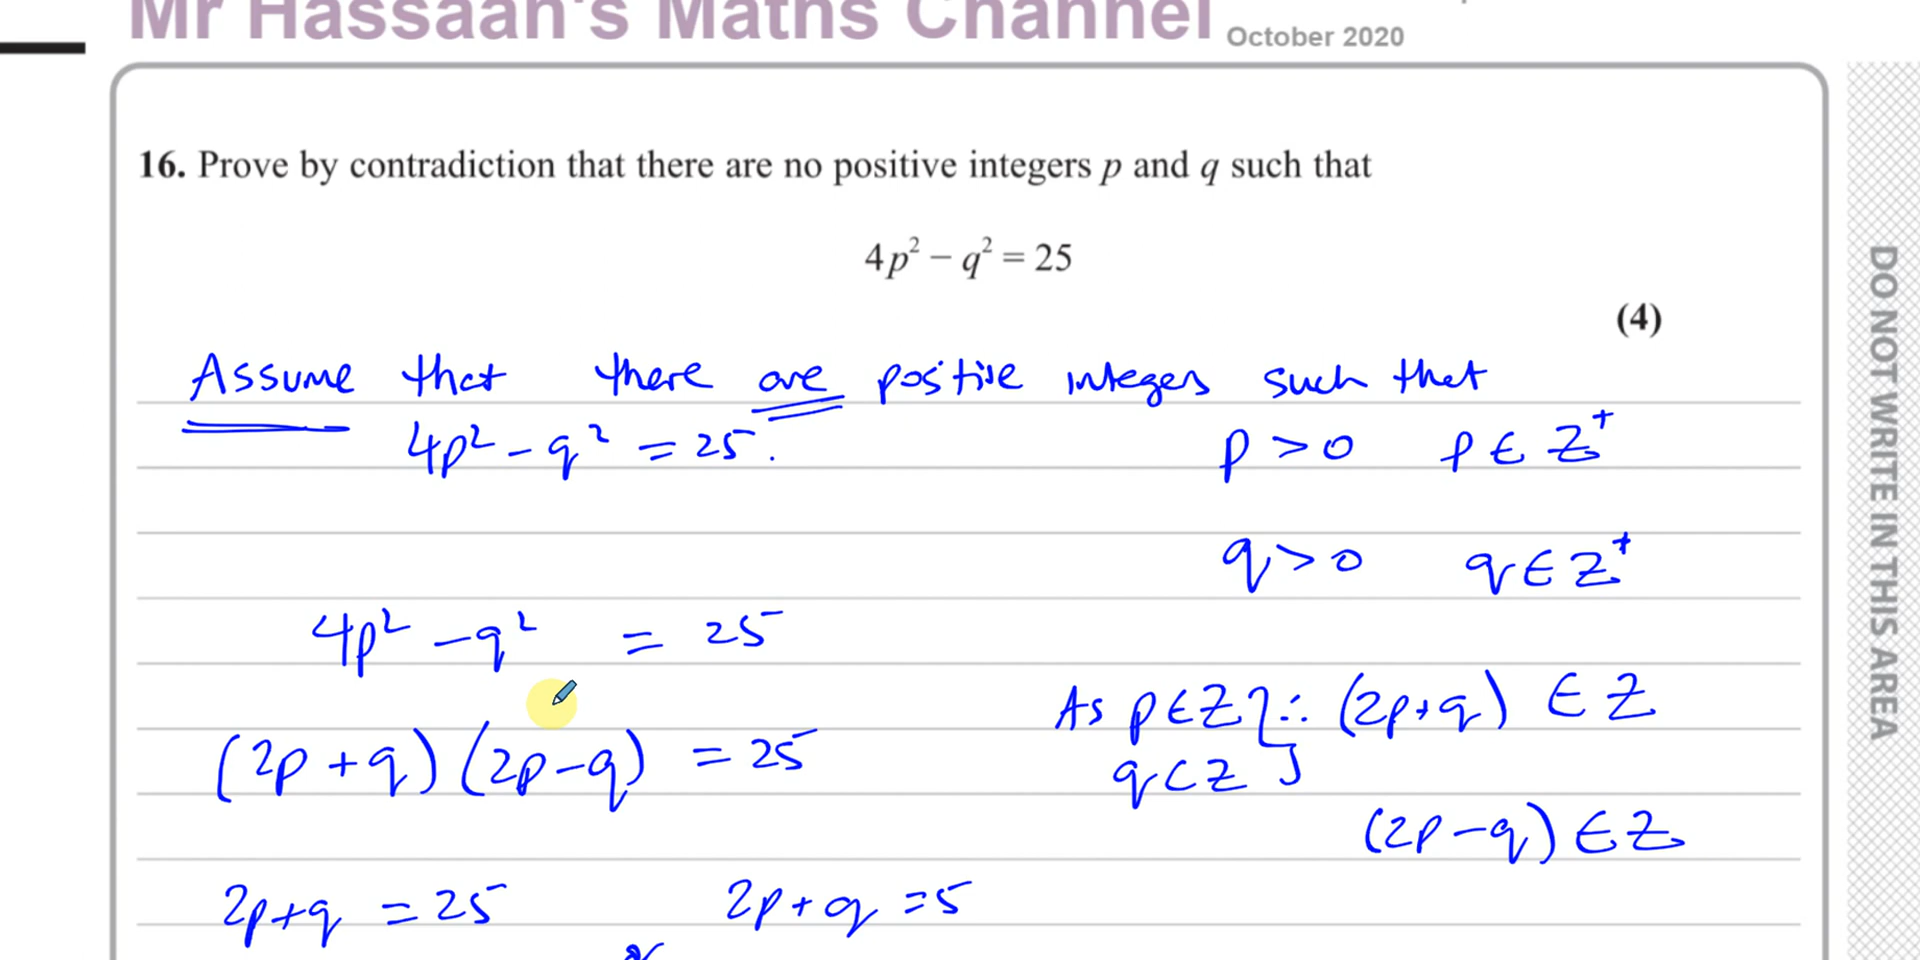 Mr Hassaan's Maths Channel
October 2020
16. Prove by contradiction that there are no positive integers p and q such that
4p² − q² = 25
(4)
Assume that there are positive integers such that
4p² − q² = 25.
p > 0 p ∈ Z⁺
q > 0 q ∈ Z⁺
4p² − q² = 25
As p ∈ Z } ∴ (2p+q) ∈ Z
(2p + q)(2p − q) = 25
q ⊂ Z
(2p − q) ∈ Z
2p+q = 25
2p+q = 5
or
DO NOT WRITE IN THIS AREA